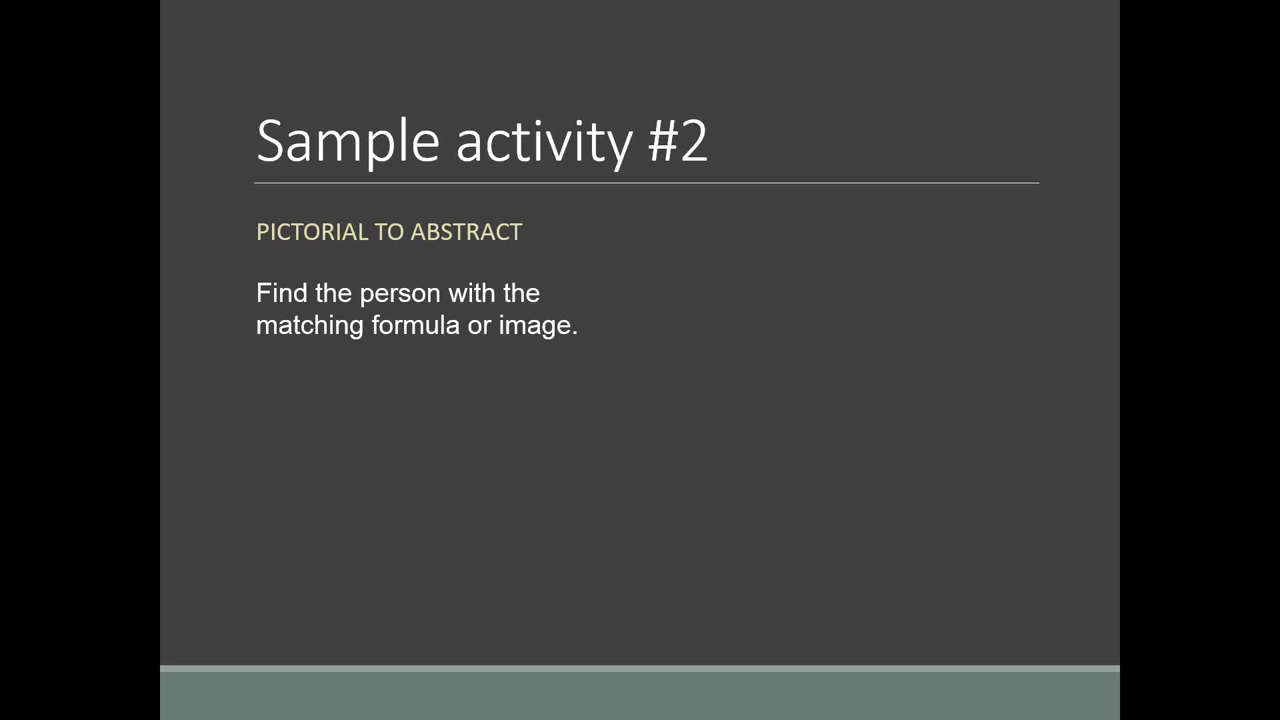 Sample activity #2
PICTORIAL TO ABSTRACT
Find the person with the
matching formula or image.